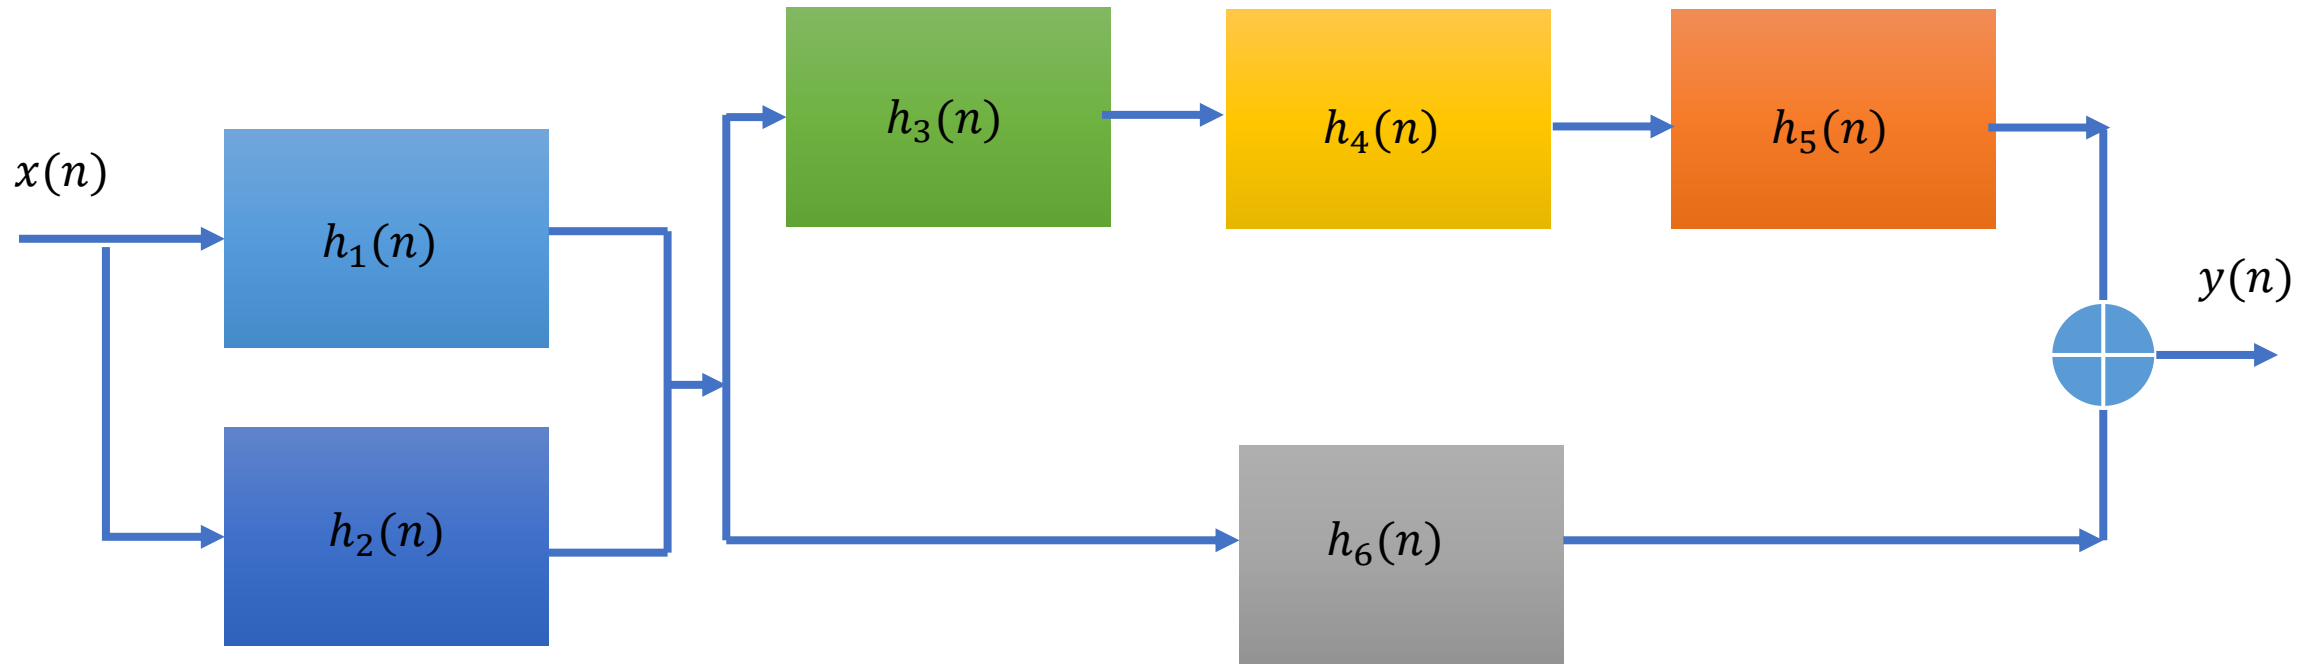 x(n)
h₁(n)
h₂(n)
h₃(n)
h₄(n)
h₅(n)
h₆(n)
y(n)